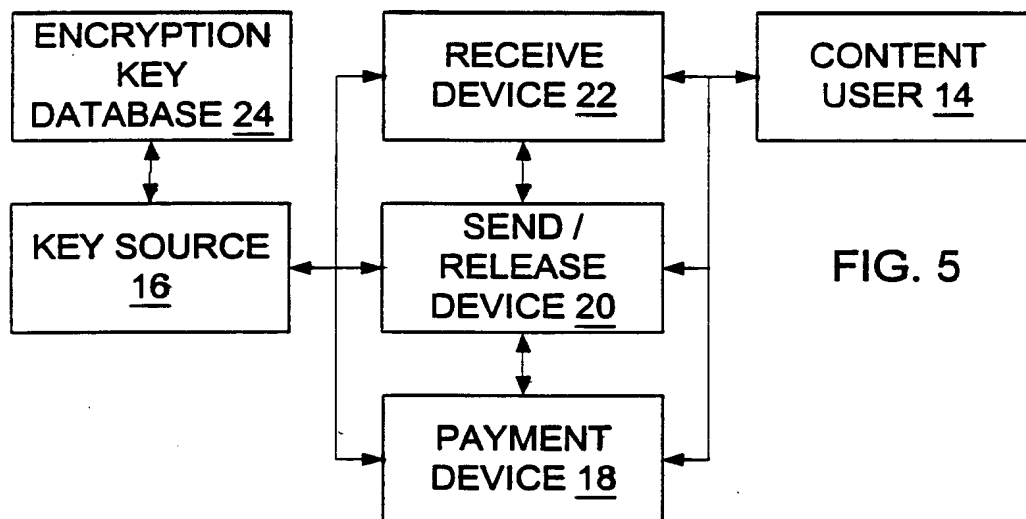 ENCRYPTION
KEY
DATABASE 24
RECEIVE
DEVICE 22
CONTENT
USER 14
KEY SOURCE
16
SEND /
RELEASE
DEVICE 20
FIG. 5
PAYMENT
DEVICE 18